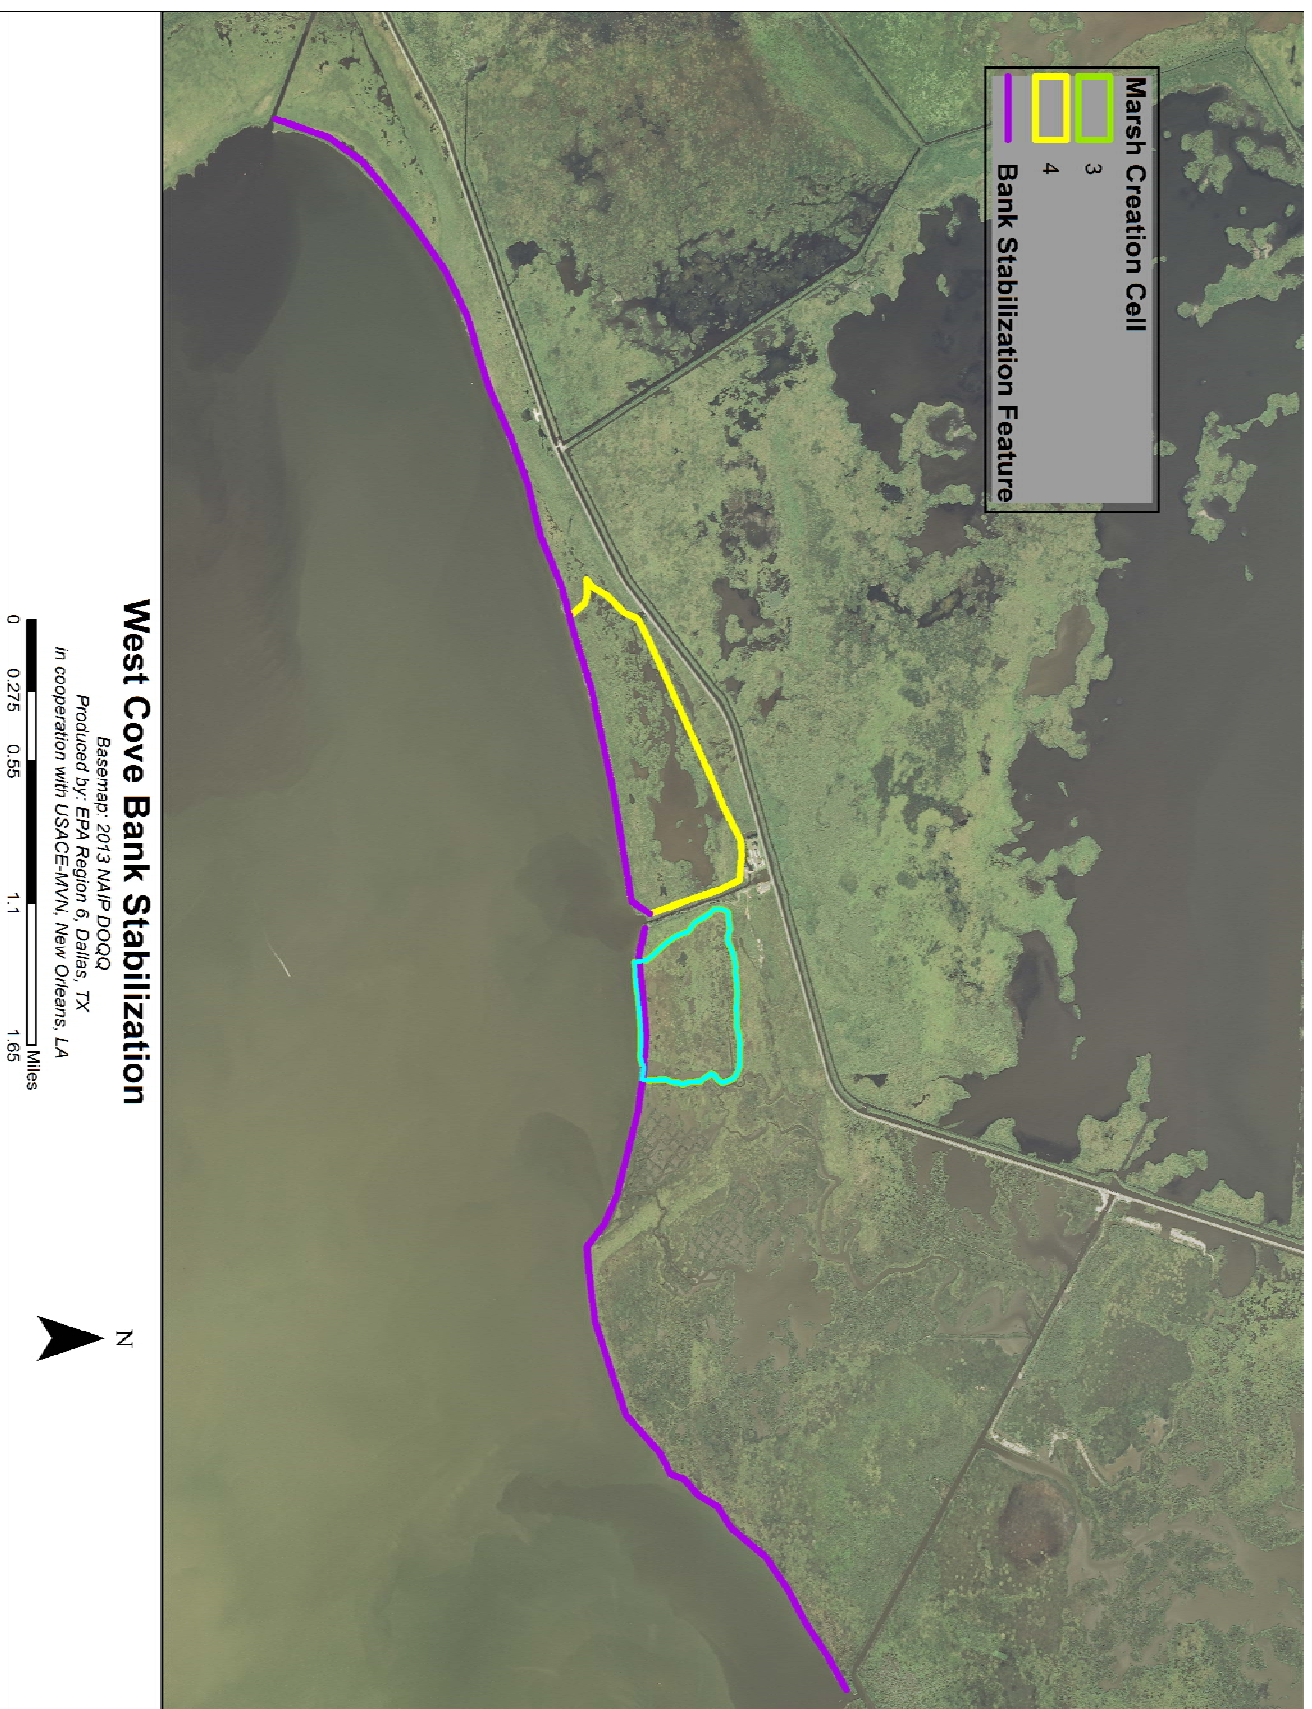 Marsh Creation Cell
3
4
Bank Stabilization Feature
West Cove Bank Stabilization
Basemap: 2013 NAIP DOQQ
Produced by: EPA Region 6, Dallas, TX
in cooperation with USACE-MVN, New Orleans, LA
0 0.275 0.55 1.1 1.65
Miles
N